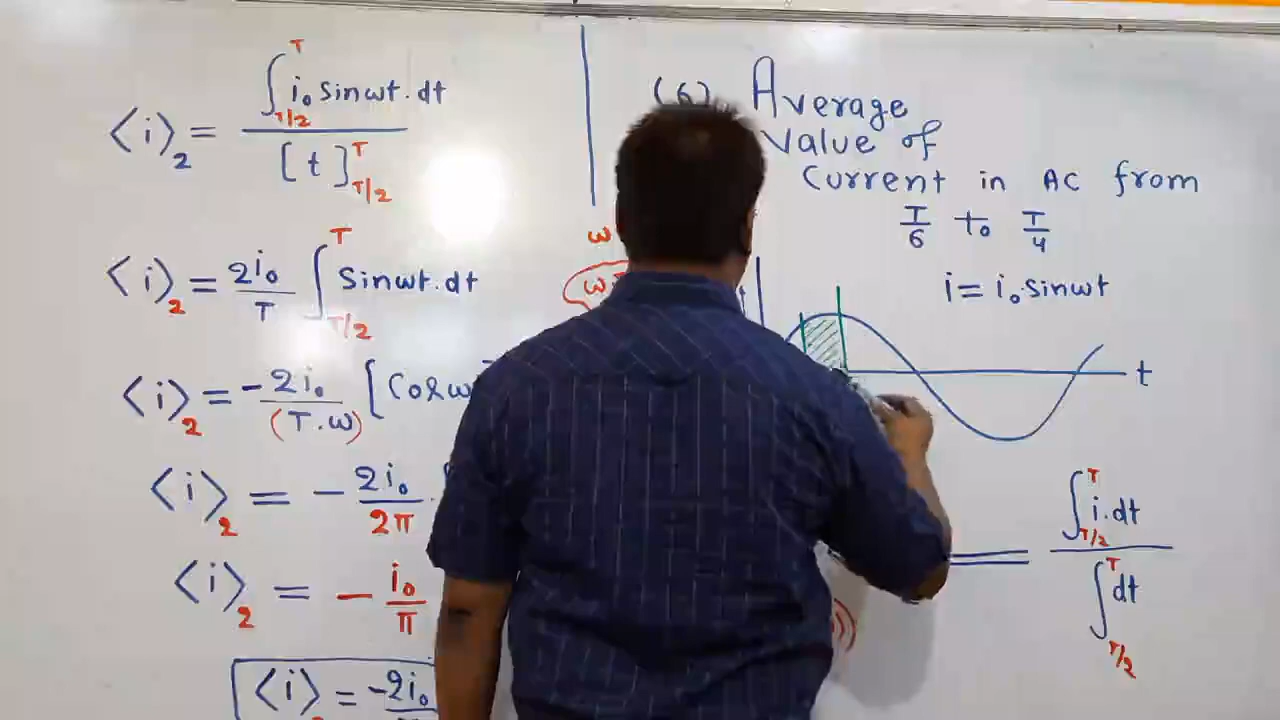 <i>₂ = ∫_{T/2}^{T} i₀ sinωt.dt / [t]_{T/2}^{T}
<i>₂ = 2i₀/T ∫_{T/2}^{T} Sinωt.dt
<i>₂ = -2i₀/(T.ω) [Cosω
<i>₂ = -2i₀/2π
<i>₂ = -i₀/π
<i> = -2i₀
ω
(6) Average
Value of
Current in AC from
T/6 to T/4
i = i₀ sinωt
t
= ∫_{T/2}^{T} i.dt / ∫_{T/2}^{T} dt